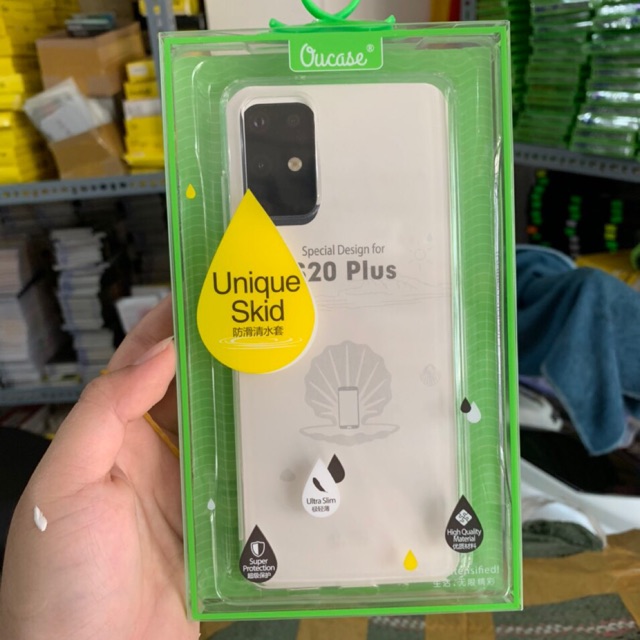 Oucase®
Special Design for
S20 Plus
Unique
Skid
防滑清水套
Ultra Slim
硅轻薄
Super
Protection
超级保护
High Quality
Material
优质材料